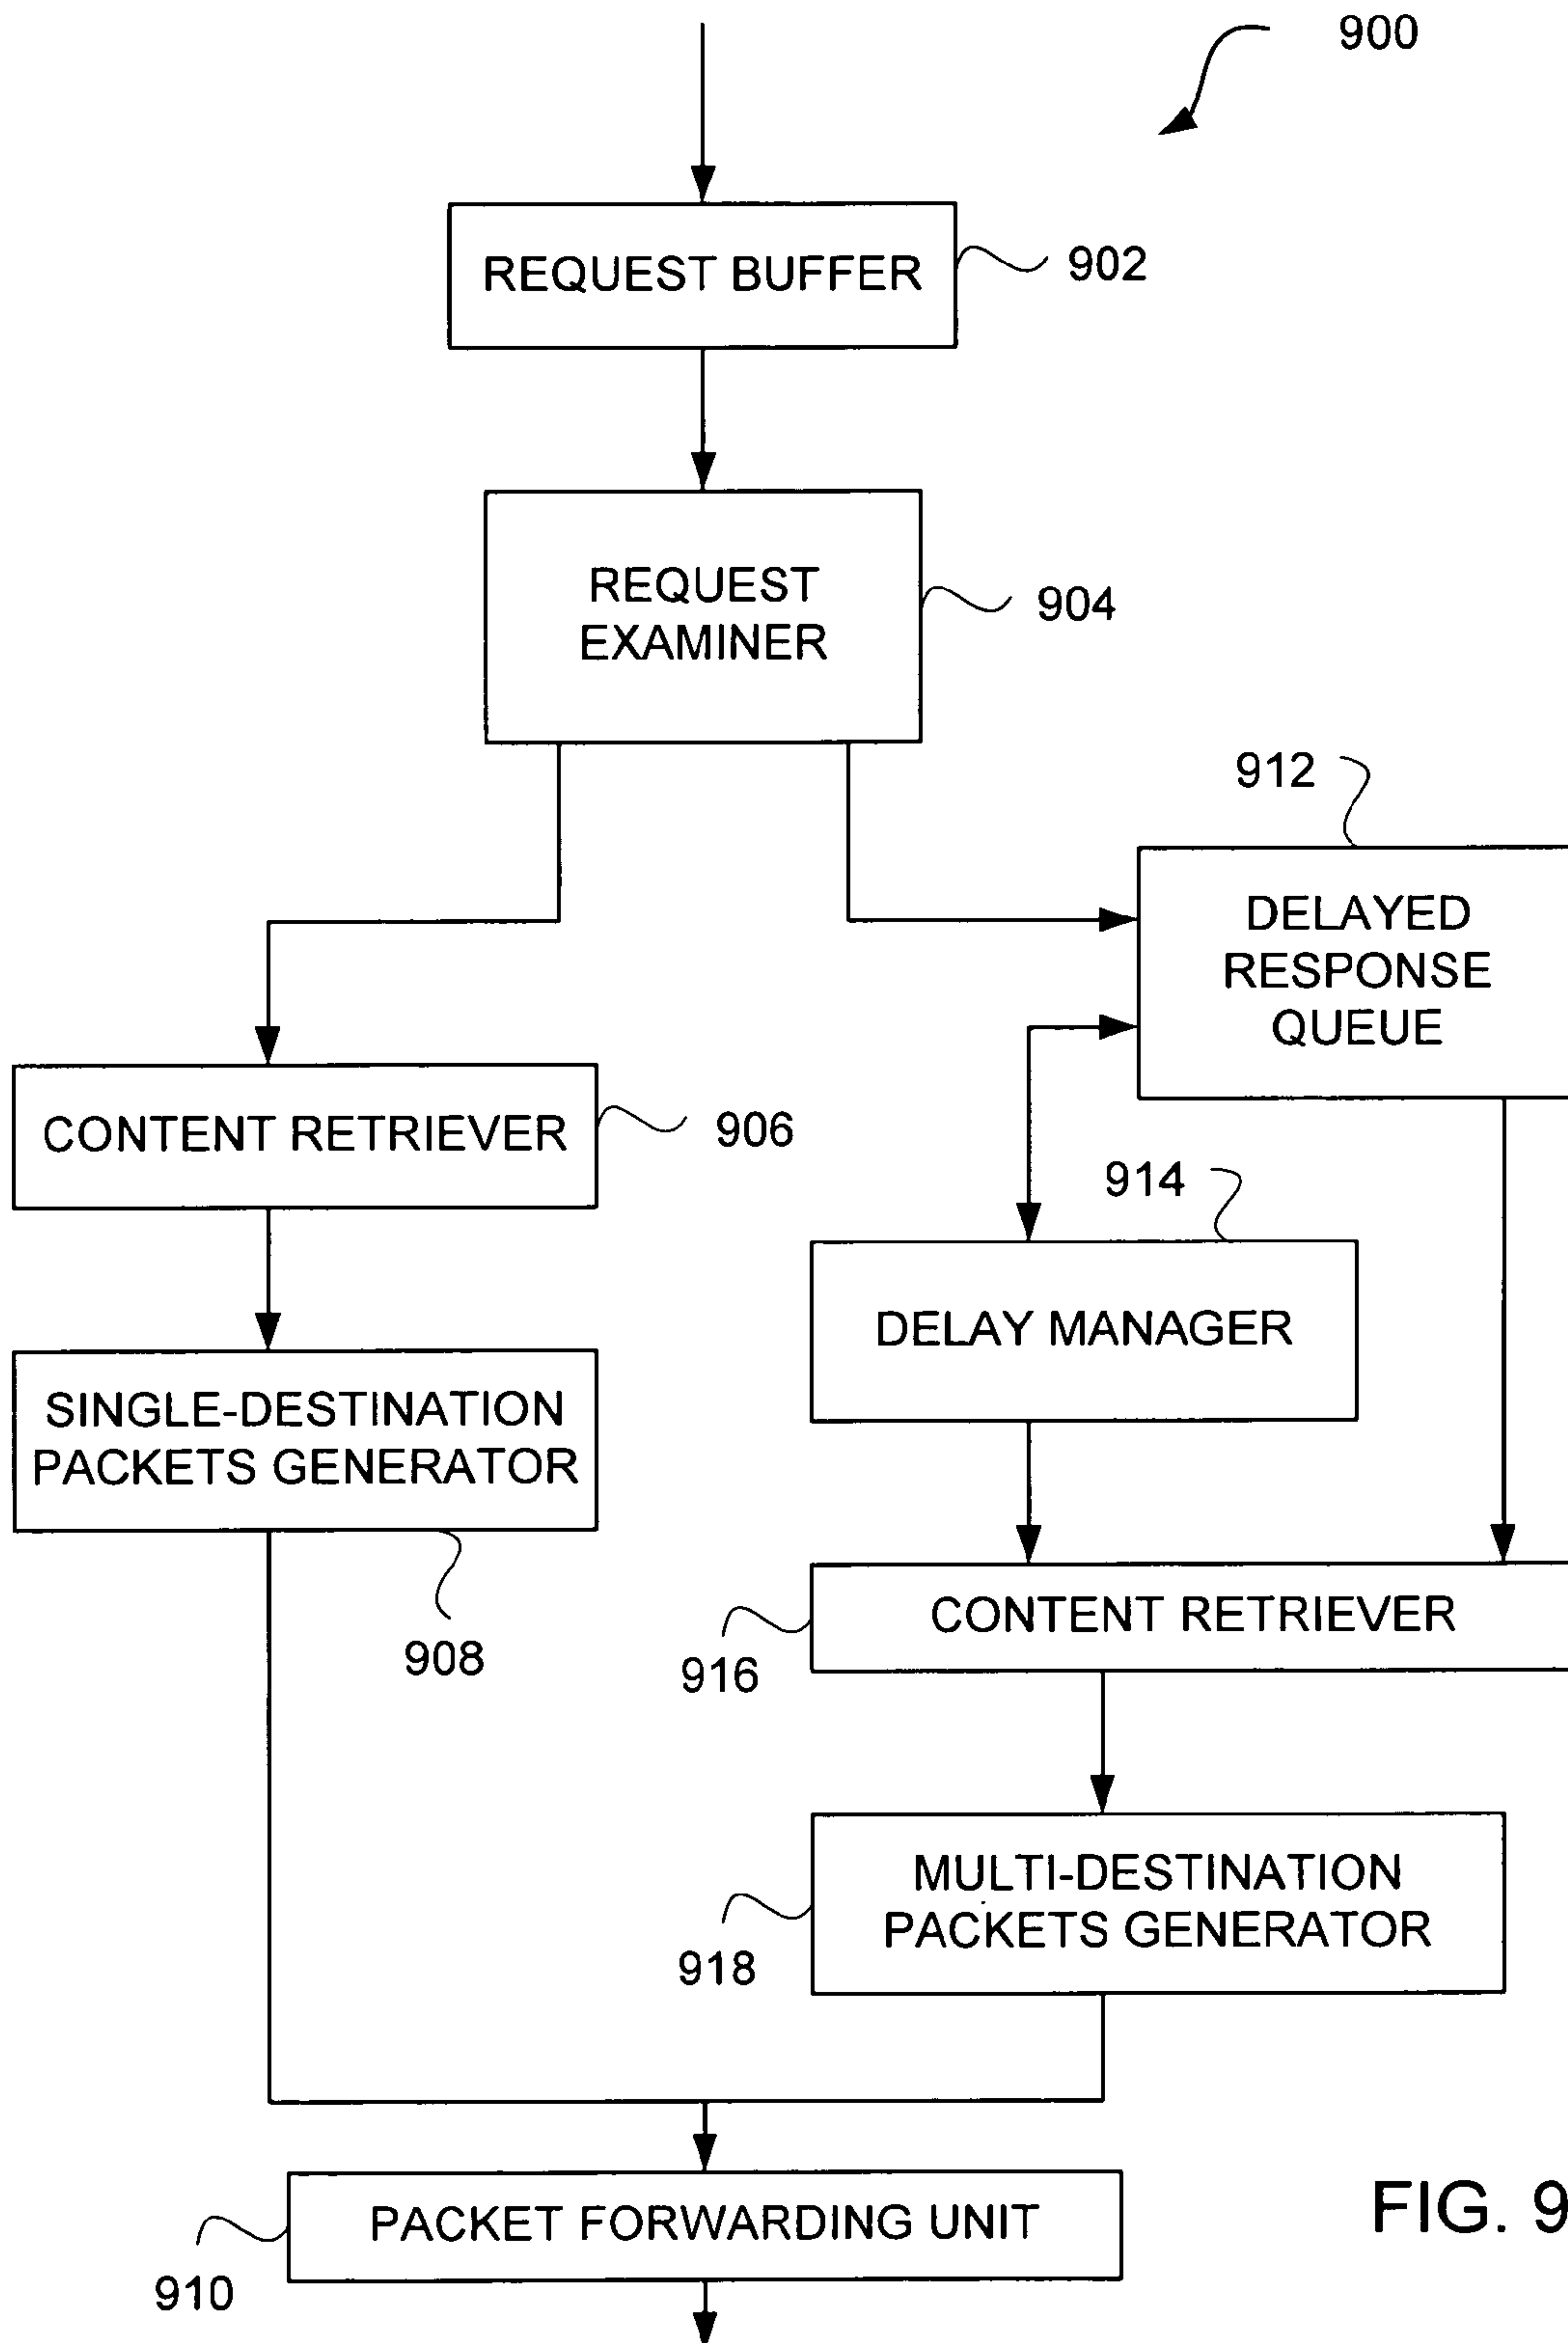 900
REQUEST BUFFER
902
REQUEST
EXAMINER
904
912
DELAYED
RESPONSE
QUEUE
CONTENT RETRIEVER
906
914
DELAY MANAGER
SINGLE-DESTINATION
PACKETS GENERATOR
908
CONTENT RETRIEVER
916
MULTI-DESTINATION
PACKETS GENERATOR
918
PACKET FORWARDING UNIT
910
FIG. 9